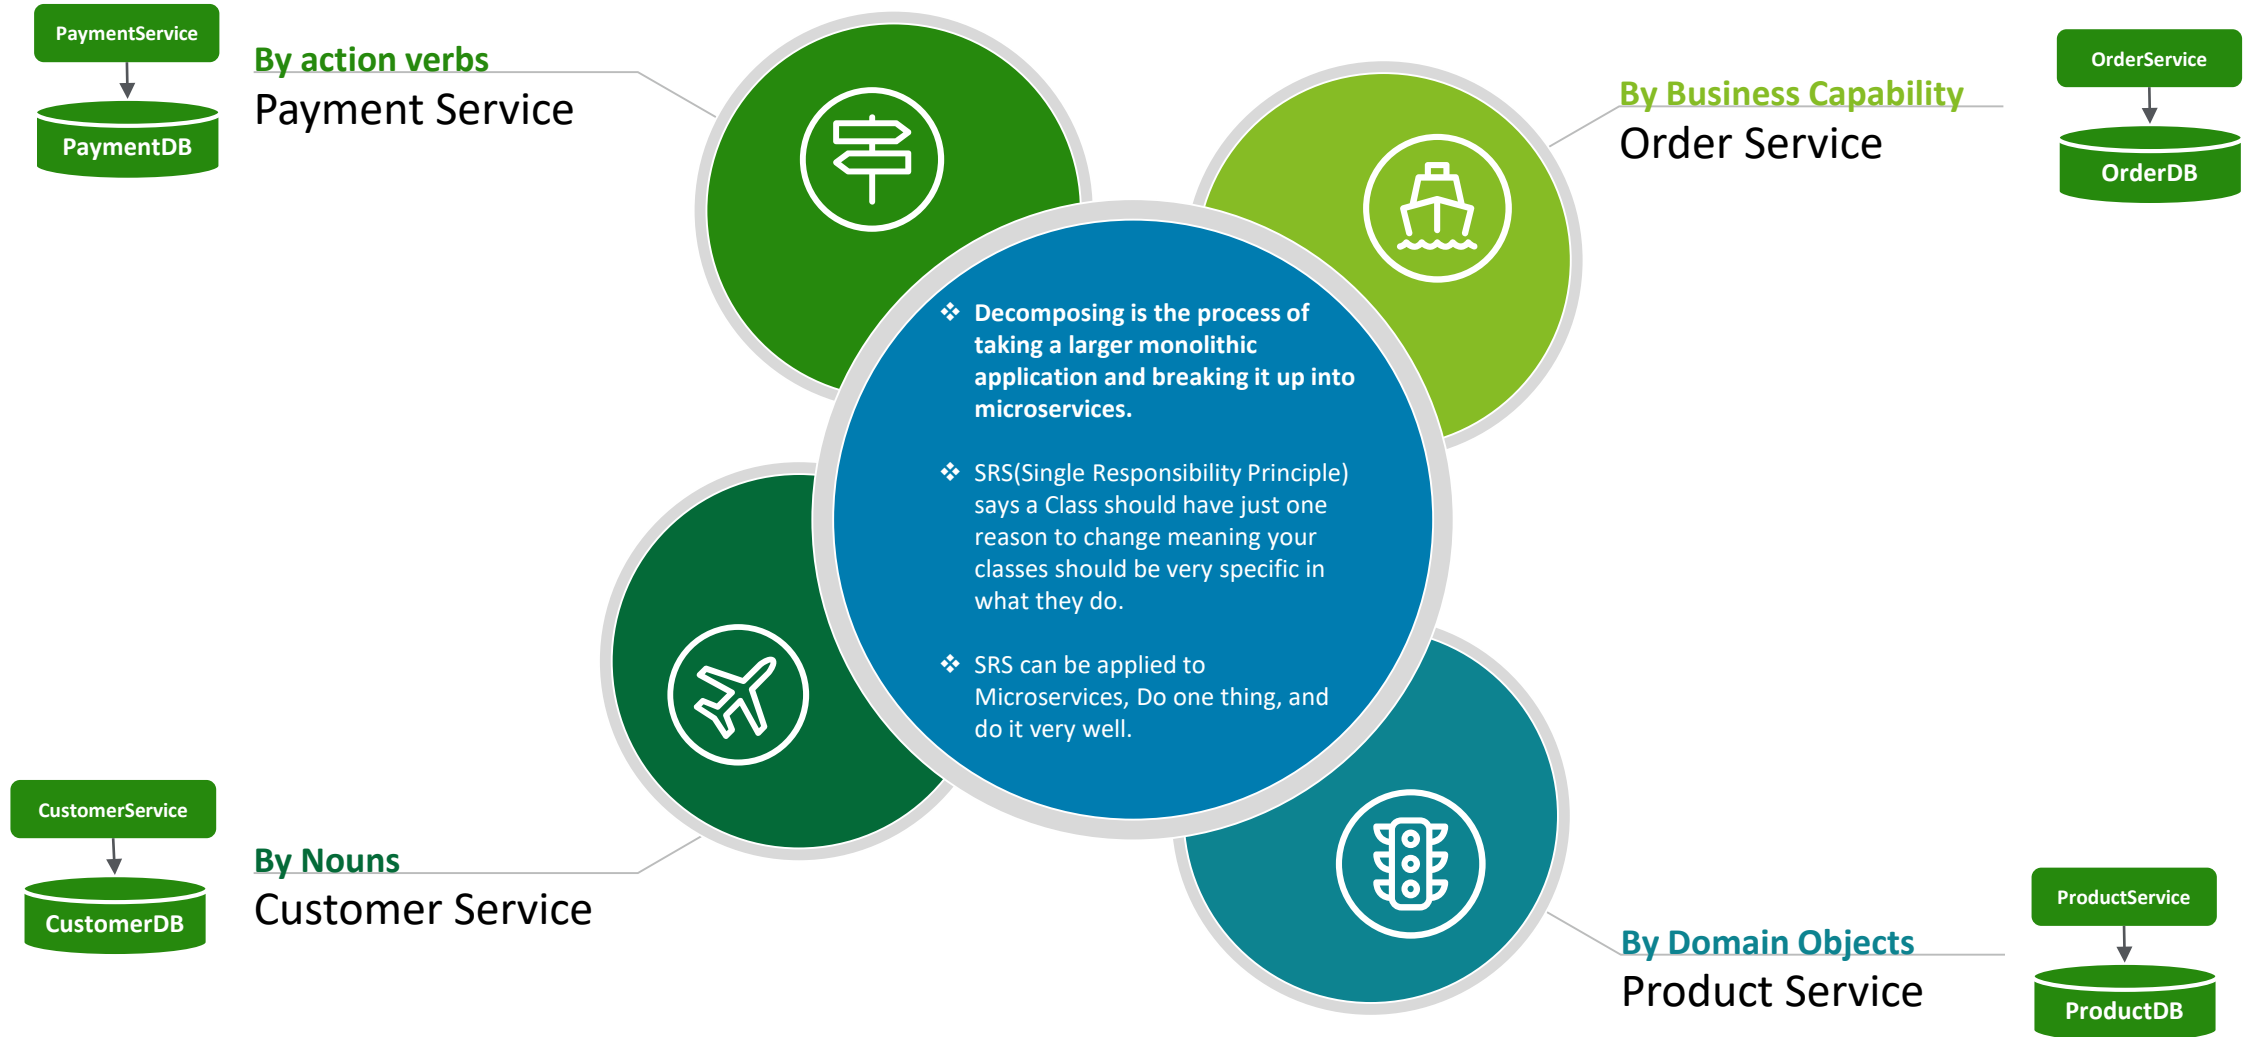 PaymentService
PaymentDB
By action verbs
Payment Service
By Business Capability
Order Service
OrderService
OrderDB
❖ Decomposing is the process of
taking a larger monolithic
application and breaking it up into
microservices.
❖ SRS(Single Responsibility Principle)
says a Class should have just one
reason to change meaning your
classes should be very specific in
what they do.
❖ SRS can be applied to
Microservices, Do one thing, and
do it very well.
CustomerService
CustomerDB
By Nouns
Customer Service
By Domain Objects
Product Service
ProductService
ProductDB